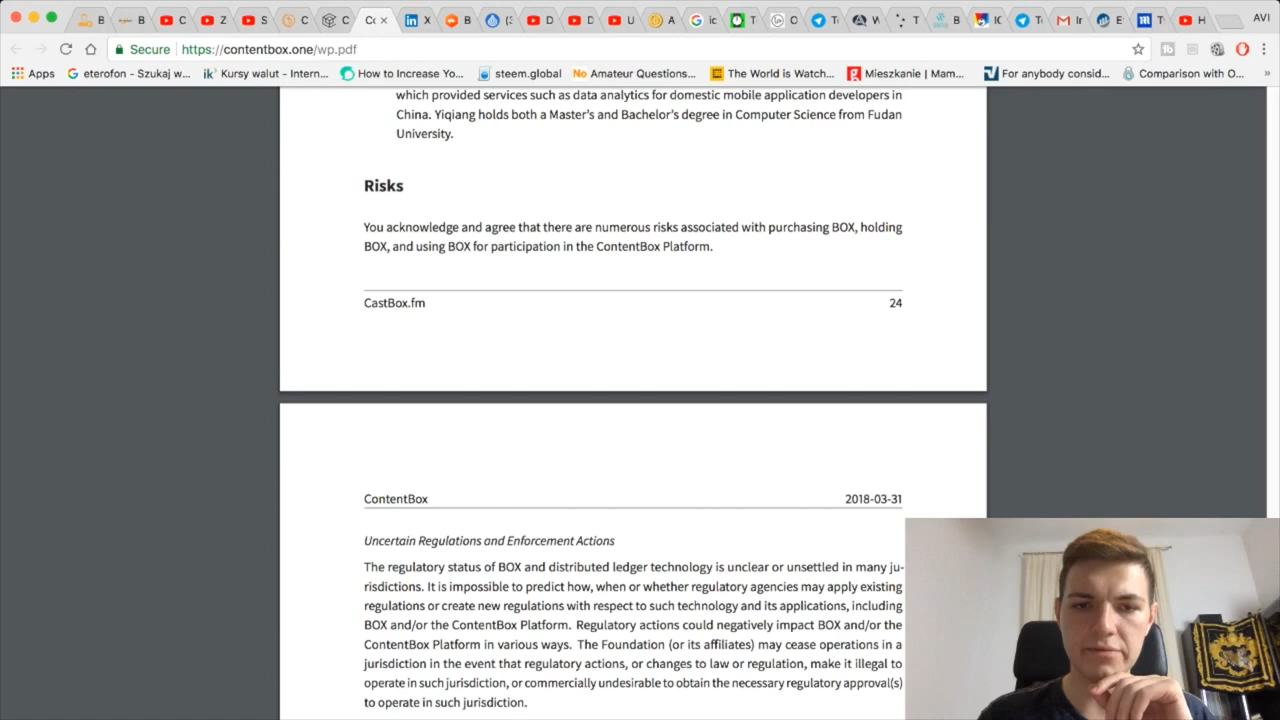 B B C Z S C C Co X B (S D D U A ic T O T W T B IC T Ir E T H AVI
Secure https://contentbox.one/wp.pdf
Apps eterofon - Szukaj w... Kursy walut - Intern... How to Increase Yo... steem.global Amateur Questions... The World is Watch... Mieszkanie | Mam... For anybody consid... Comparison with O... »
which provided services such as data analytics for domestic mobile application developers in
China. Yiqiang holds both a Master's and Bachelor's degree in Computer Science from Fudan
University.
Risks
You acknowledge and agree that there are numerous risks associated with purchasing BOX, holding
BOX, and using BOX for participation in the ContentBox Platform.
CastBox.fm 24
ContentBox 2018-03-31
Uncertain Regulations and Enforcement Actions
The regulatory status of BOX and distributed ledger technology is unclear or unsettled in many ju-
risdictions. It is impossible to predict how, when or whether regulatory agencies may apply existing
regulations or create new regulations with respect to such technology and its applications, including
BOX and/or the ContentBox Platform. Regulatory actions could negatively impact BOX and/or the
ContentBox Platform in various ways. The Foundation (or its affiliates) may cease operations in a
jurisdiction in the event that regulatory actions, or changes to law or regulation, make it illegal to
operate in such jurisdiction, or commercially undesirable to obtain the necessary regulatory approval(s)
to operate in such jurisdiction.